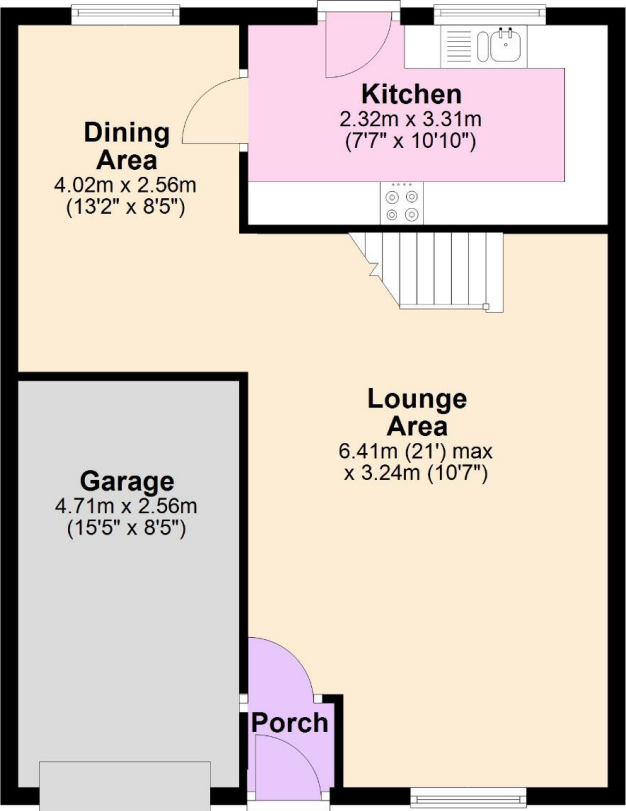 Kitchen
2.32m x 3.31m
(7'7" x 10'10")
Dining
Area
4.02m x 2.56m
(13'2" x 8'5")
Lounge
Area
6.41m (21') max
x 3.24m (10'7")
Garage
4.71m x 2.56m
(15'5" x 8'5")
Porch